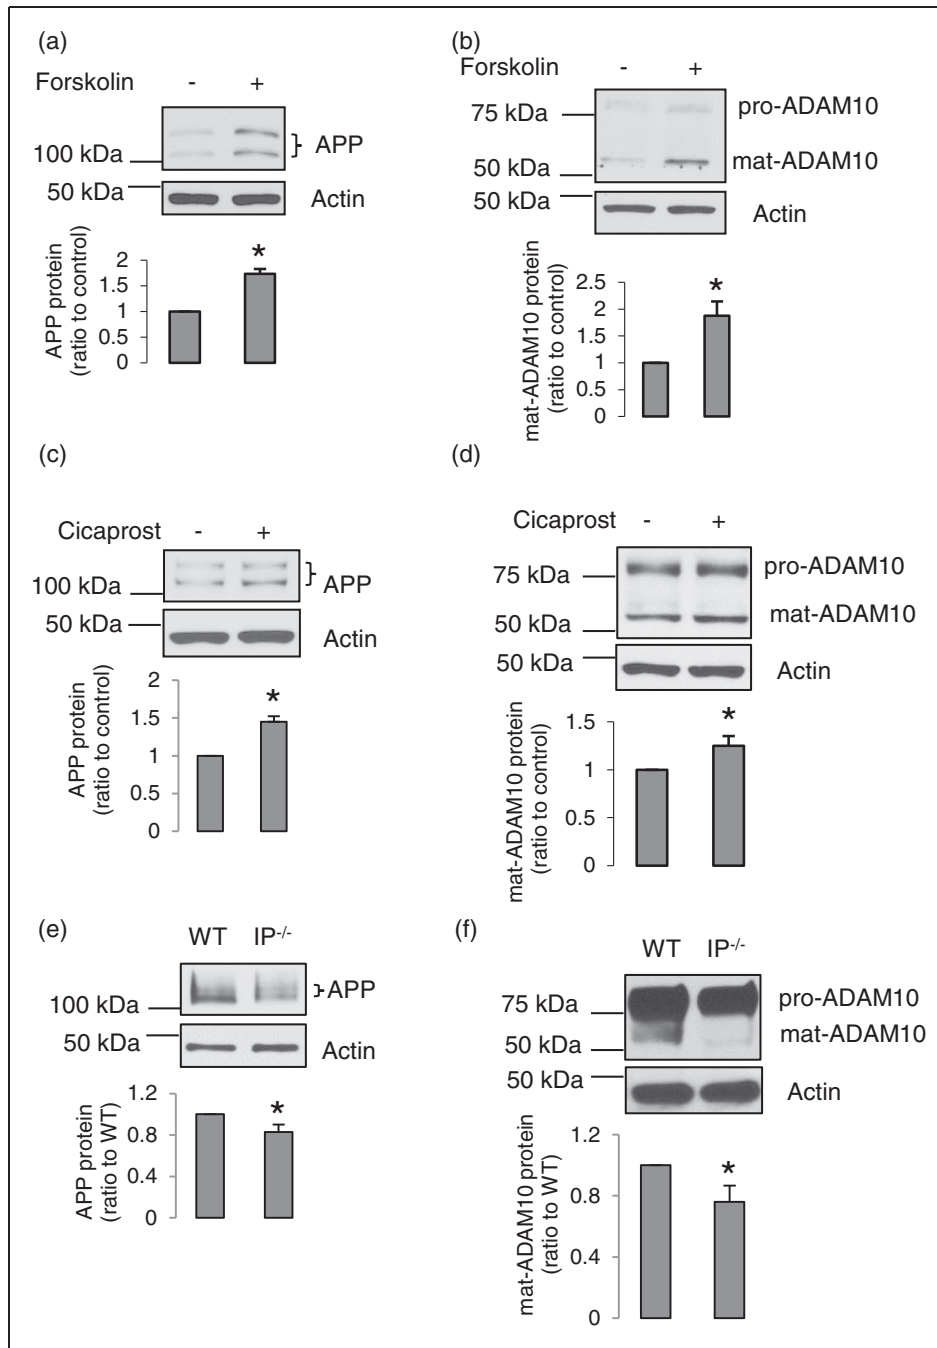 (a)
Forskolin - +
APP
100 kDa
50 kDa
Actin
APP protein
(ratio to control)
2
1.5
1
0.5
0
*
(b)
Forskolin - +
75 kDa
pro-ADAM10
50 kDa
mat-ADAM10
50 kDa
Actin
mat-ADAM10 protein
(ratio to control)
2.5
2
1.5
1
0.5
0
*
(c)
Cicaprost - +
100 kDa
APP
50 kDa
Actin
APP protein
(ratio to control)
2
1.5
1
0.5
0
*
(d)
Cicaprost - +
75 kDa
pro-ADAM10
50 kDa
mat-ADAM10
50 kDa
Actin
mat-ADAM10 protein
(ratio to control)
1.5
1
0.5
0
*
(e)
WT IP-/-
100 kDa
APP
50 kDa
Actin
APP protein
(ratio to WT)
1.2
0.8
0.4
0
*
(f)
WT IP-/-
75 kDa
pro-ADAM10
50 kDa
mat-ADAM10
50 kDa
Actin
mat-ADAM10 protein
(ratio to WT)
1.2
0.8
0.4
0
*